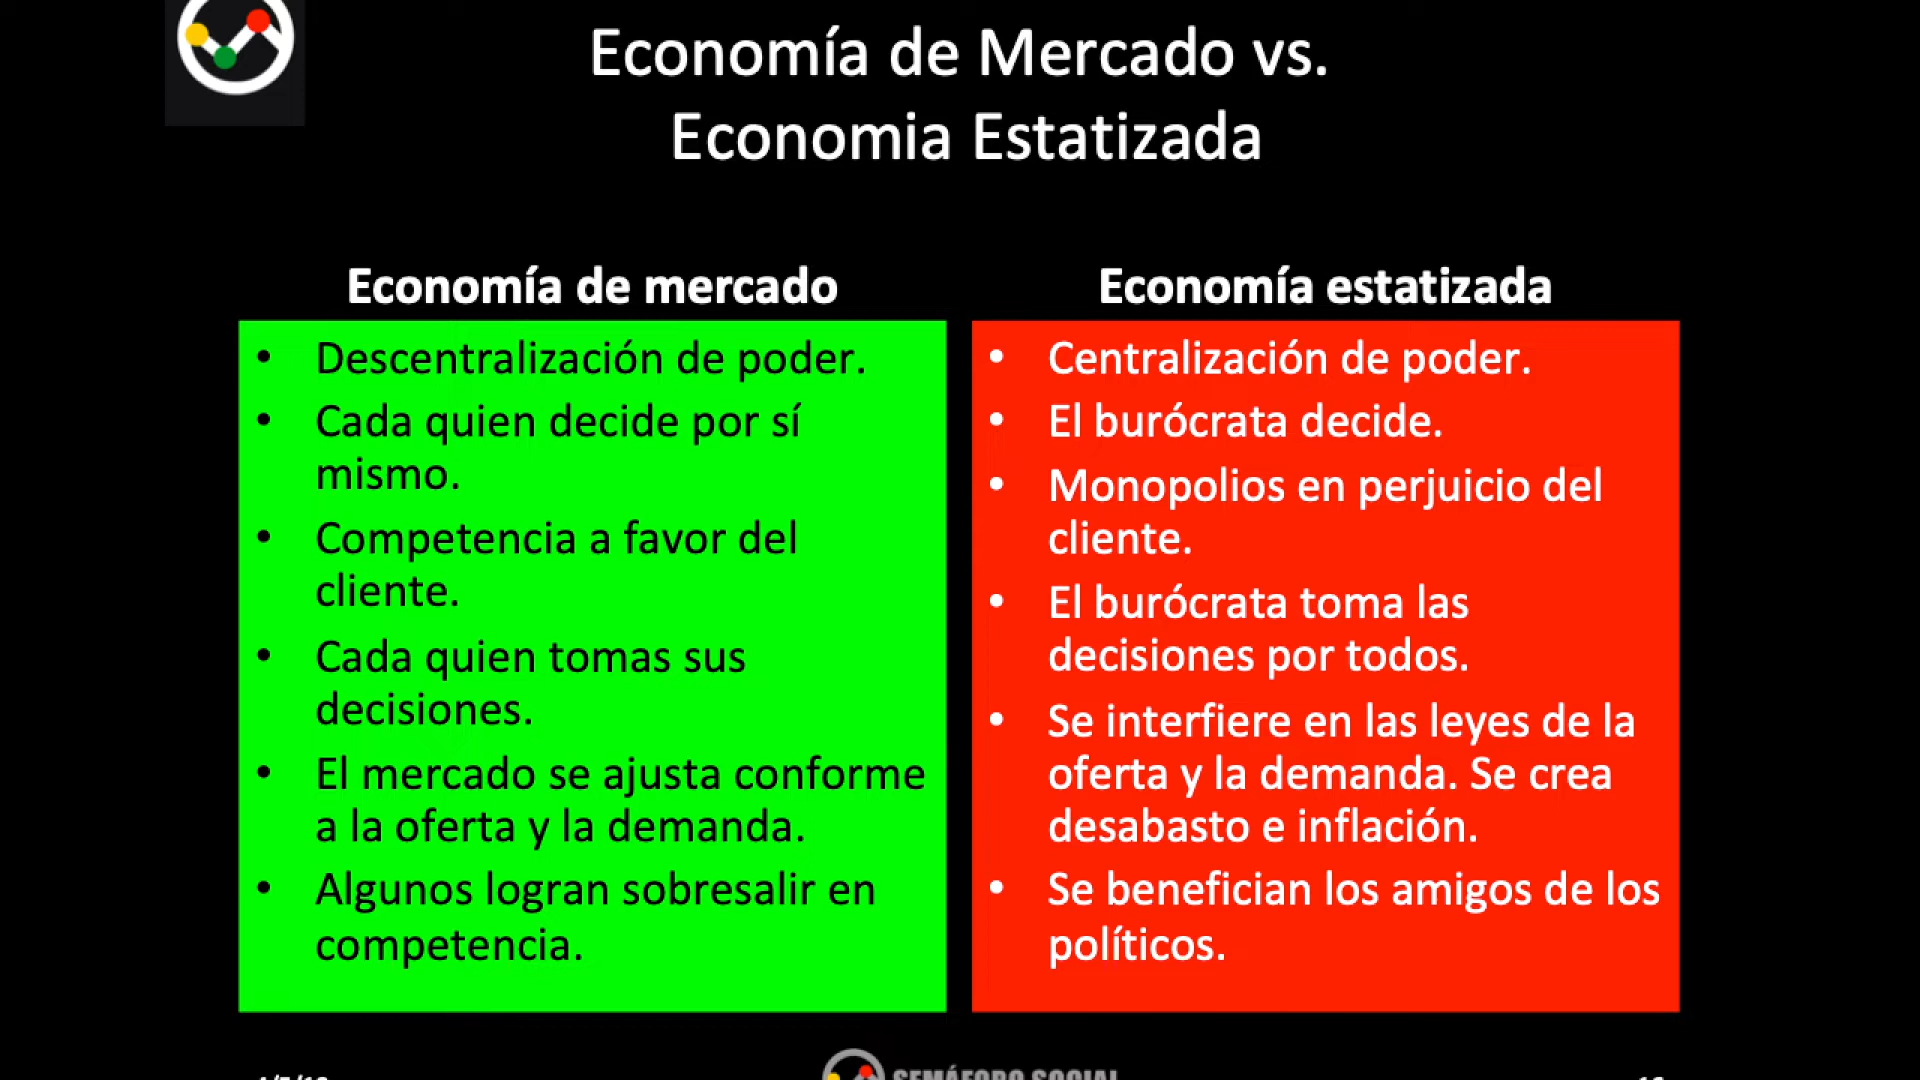 Economía de Mercado vs.
Economia Estatizada
Economía de mercado
• Descentralización de poder.
• Cada quien decide por sí
mismo.
• Competencia a favor del
cliente.
• Cada quien tomas sus
decisiones.
• El mercado se ajusta conforme
a la oferta y la demanda.
• Algunos logran sobresalir en
competencia.
Economía estatizada
• Centralización de poder.
• El burócrata decide.
• Monopolios en perjuicio del
cliente.
• El burócrata toma las
decisiones por todos.
• Se interfiere en las leyes de la
oferta y la demanda. Se crea
desabasto e inflación.
• Se benefician los amigos de los
políticos.
SEMÁFORO SOCIAL